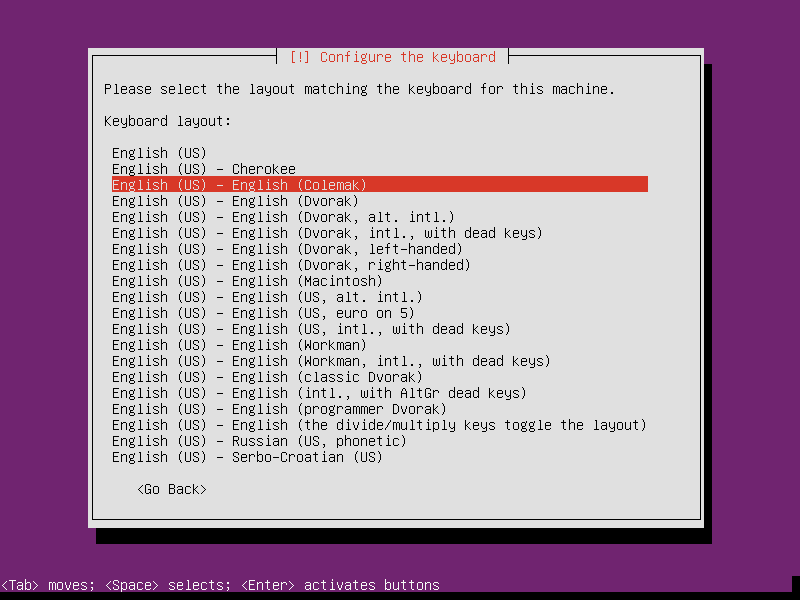 [!] Configure the keyboard
Please select the layout matching the keyboard for this machine.
Keyboard layout:
English (US)
English (US) - Cherokee
English (US) - English (Colemak)
English (US) - English (Dvorak)
English (US) - English (Dvorak, alt. intl.)
English (US) - English (Dvorak, intl., with dead keys)
English (US) - English (Dvorak, left-handed)
English (US) - English (Dvorak, right-handed)
English (US) - English (Macintosh)
English (US) - English (US, alt. intl.)
English (US) - English (US, euro on 5)
English (US) - English (US, intl., with dead keys)
English (US) - English (Workman)
English (US) - English (Workman, intl., with dead keys)
English (US) - English (classic Dvorak)
English (US) - English (intl., with AltGr dead keys)
English (US) - English (programmer Dvorak)
English (US) - English (the divide/multiply keys toggle the layout)
English (US) - Russian (US, phonetic)
English (US) - Serbo-Croatian (US)
<Go Back>
<Tab> moves; <Space> selects; <Enter> activates buttons